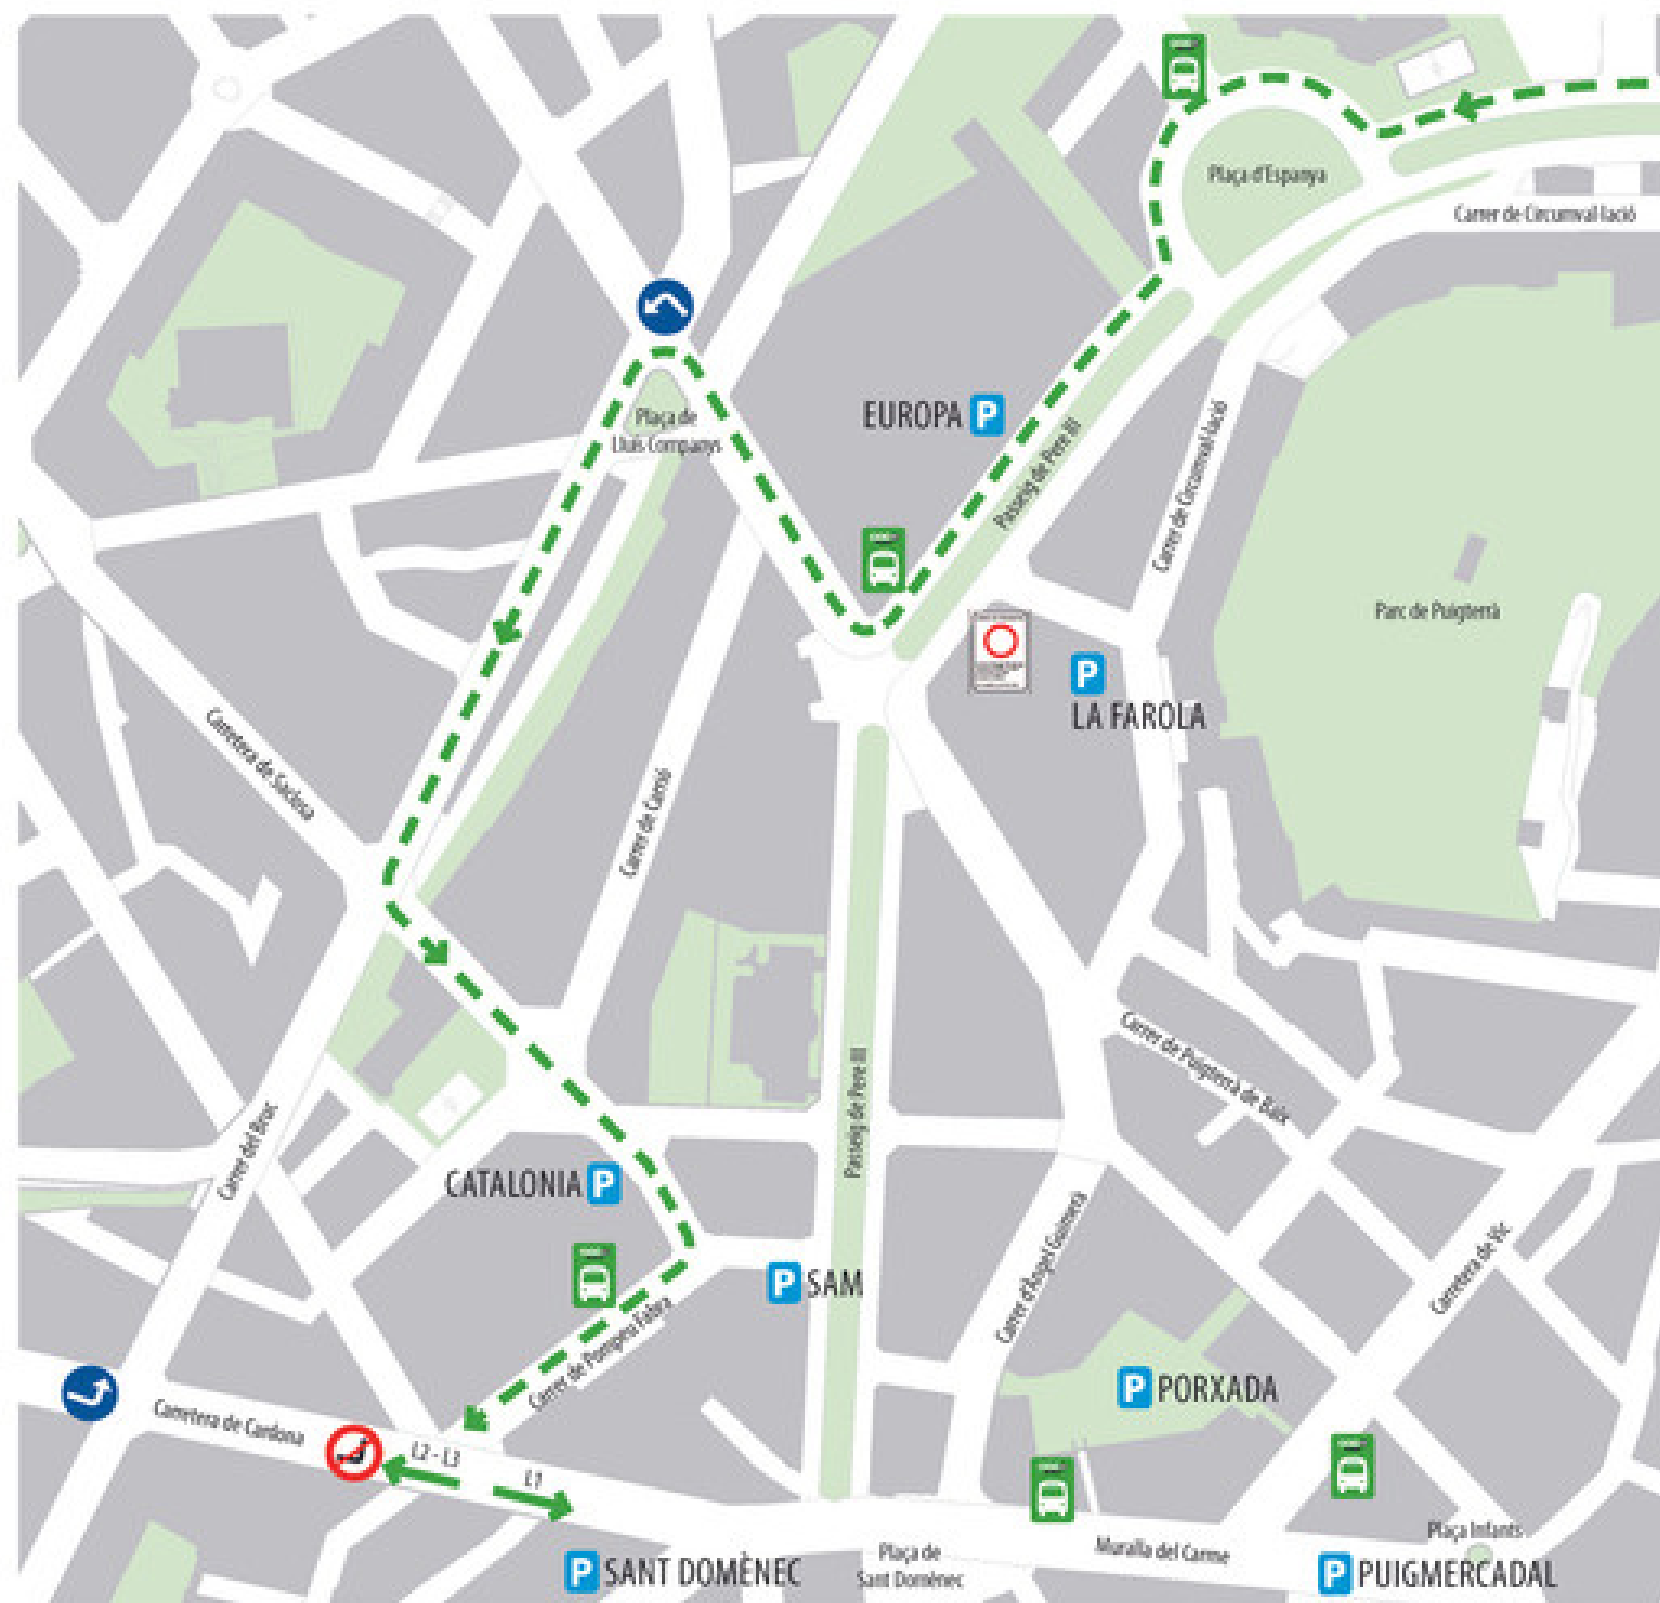 Plaça d'Espanya
Carrer de Circumval·lació
EUROPA P
Plaça de
Lluís Companys
Passeig de Pere III
Carrer de Circumval·lació
Parc de Puigterrà
P
LA FAROLA
Carretera de Santpedor
Carrer de Carrió
Carrer de Puigterrà de Baix
Passeig de Pere III
Carrer del Bruc
CATALONIA P
P SAM
Carrer d'Àngel Guimerà
Carretera de Vic
Carrer de Pompeu Fabra
P PORXADA
Carretera de Cardona
L2 - L3
L1
Plaça Infants
Muralla del Carme
Plaça de
Sant Domènec
P SANT DOMÈNEC
P PUIGMERCADAL